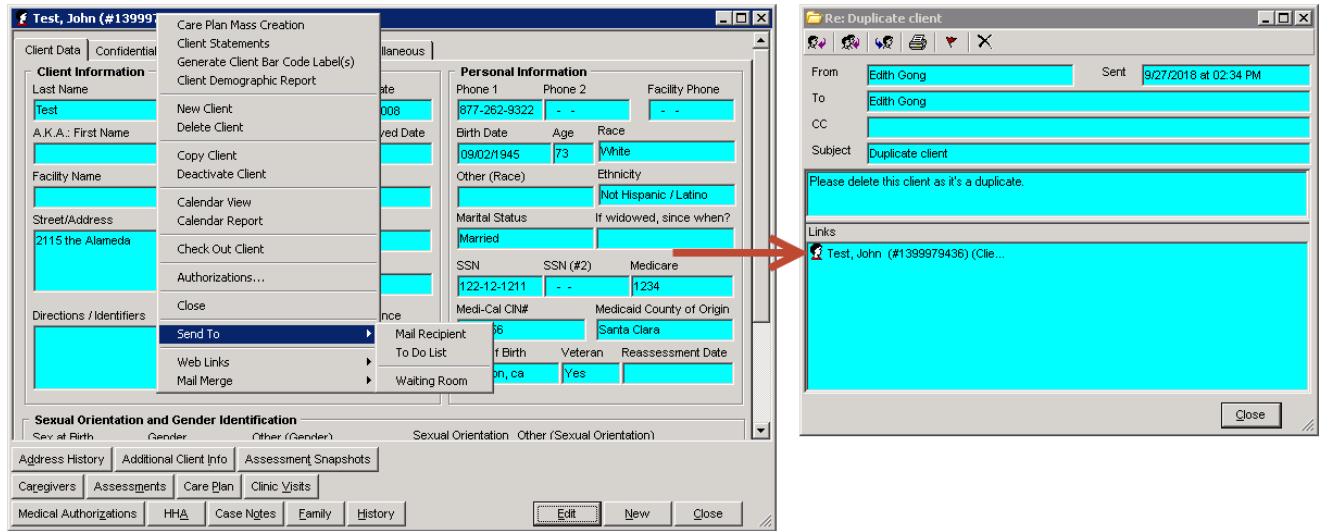 Test, John (#139997
Client Data
Confidential
llaneous
Client Information
Last Name
Test
A.K.A.: First Name
Facility Name
Street/Address
2115 the Alameda
Directions / Identifiers
Care Plan Mass Creation
Client Statements
Generate Client Bar Code Label(s)
Client Demographic Report
New Client
Delete Client
Copy Client
Deactivate Client
Calendar View
Calendar Report
Check Out Client
Authorizations...
Close
Send To
Web Links
Mail Merge
Mail Recipient
To Do List
Waiting Room
ate
008
ved Date
nce
Personal Information
Phone 1 Phone 2 Facility Phone
877-262-9322 - - - -
Birth Date Age Race
09/02/1945 73 White
Other (Race) Ethnicity
Not Hispanic / Latino
Marital Status If widowed, since when?
Married
SSN SSN (#2) Medicare
122-12-1211 - - 1234
Medi-Cal CIN# Medicaid County of Origin
56 Santa Clara
f Birth Veteran Reassessment Date
on, ca Yes
Sexual Orientation and Gender Identification
Sex at Birth Gender Other (Gender) Sexual Orientation Other (Sexual Orientation)
Address History Additional Client Info Assessment Snapshots
Caregivers Assessments Care Plan Clinic Visits
Medical Authorizations HHA Case Notes Family History Edit New Close
Re: Duplicate client
From Edith Gong Sent 9/27/2018 at 02:34 PM
To Edith Gong
CC
Subject Duplicate client
Please delete this client as it's a duplicate.
Links
Test, John (#1399979436) (Clie...
Close